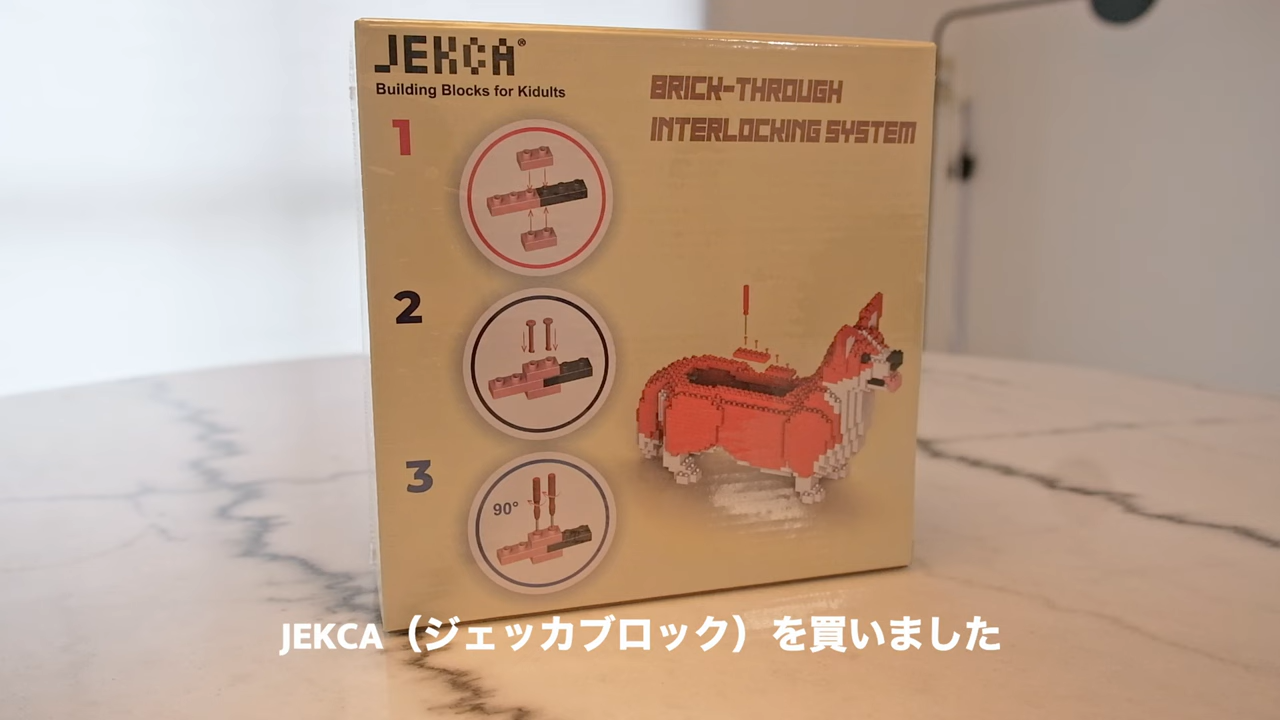 JEKCA®
Building Blocks for Kidults
BRICK-THROUGH
INTERLOCKING SYSTEM
1
2
3
90°
JEKCA（ジェッカブロック）を買いました